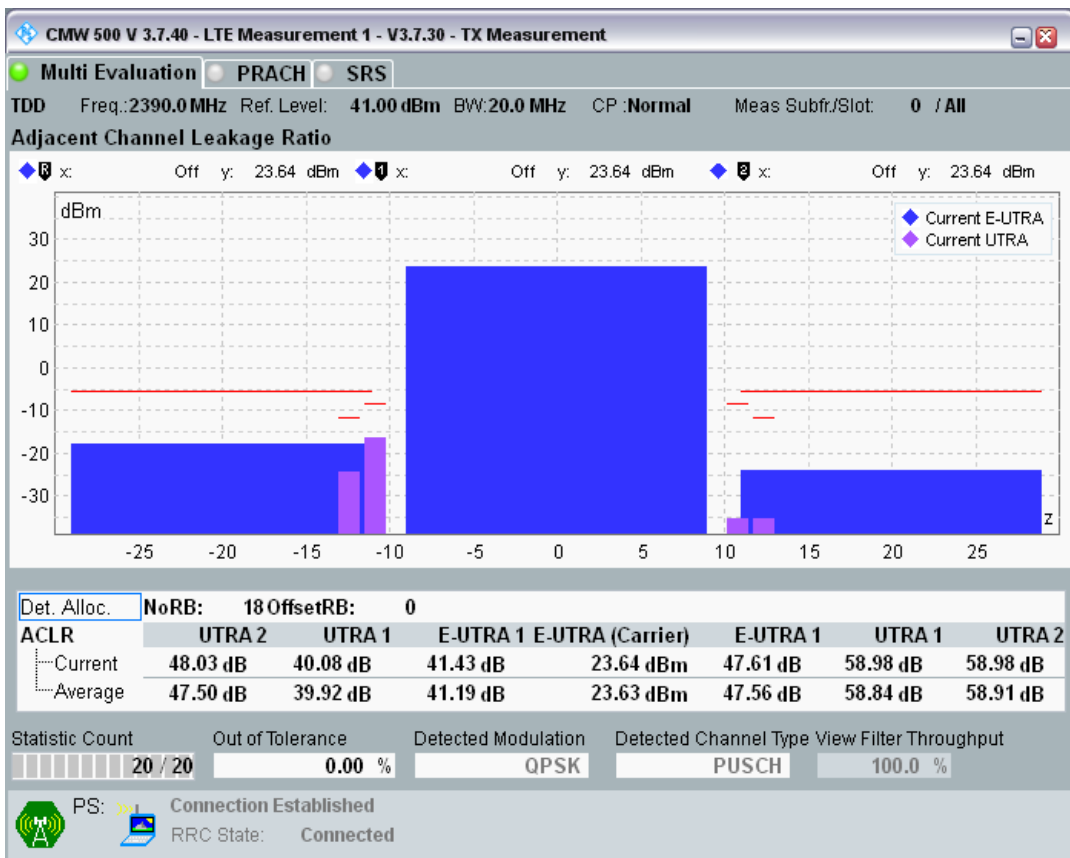 CMW 500 V 3.7.40 - LTE Measurement 1 - V3.7.30 - TX Measurement
Multi Evaluation PRACH SRS
TDD Freq.:2390.0 MHz Ref. Level: 41.00 dBm BW:20.0 MHz CP :Normal Meas Subfr./Slot: 0 / All
Adjacent Channel Leakage Ratio
R x: Off y: 23.64 dBm 1 x: Off y: 23.64 dBm 2 x: Off y: 23.64 dBm
dBm
Current E-UTRA
Current UTRA
30
20
10
0
-10
-20
-30
z
-25 -20 -15 -10 -5 0 5 10 15 20 25
Det. Alloc. NoRB: 18 OffsetRB: 0
ACLR UTRA 2 UTRA 1 E-UTRA 1 E-UTRA (Carrier) E-UTRA 1 UTRA 1 UTRA 2
Current 48.03 dB 40.08 dB 41.43 dB 23.64 dBm 47.61 dB 58.98 dB 58.98 dB
Average 47.50 dB 39.92 dB 41.19 dB 23.63 dBm 47.56 dB 58.84 dB 58.91 dB
Statistic Count Out of Tolerance Detected Modulation Detected Channel Type View Filter Throughput
20 / 20 0.00 % QPSK PUSCH 100.0 %
PS: Connection Established
RRC State: Connected